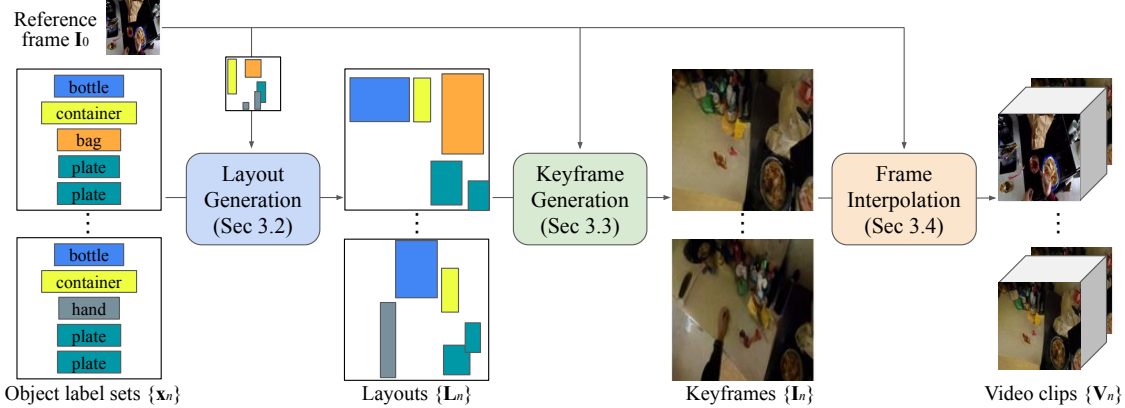 Reference
frame I₀
bottle
container
bag
plate
plate
bottle
container
hand
plate
plate
Object label sets {xₙ}
Layout
Generation
(Sec 3.2)
Layouts {Lₙ}
Keyframe
Generation
(Sec 3.3)
Keyframes {Iₙ}
Frame
Interpolation
(Sec 3.4)
Video clips {Vₙ}